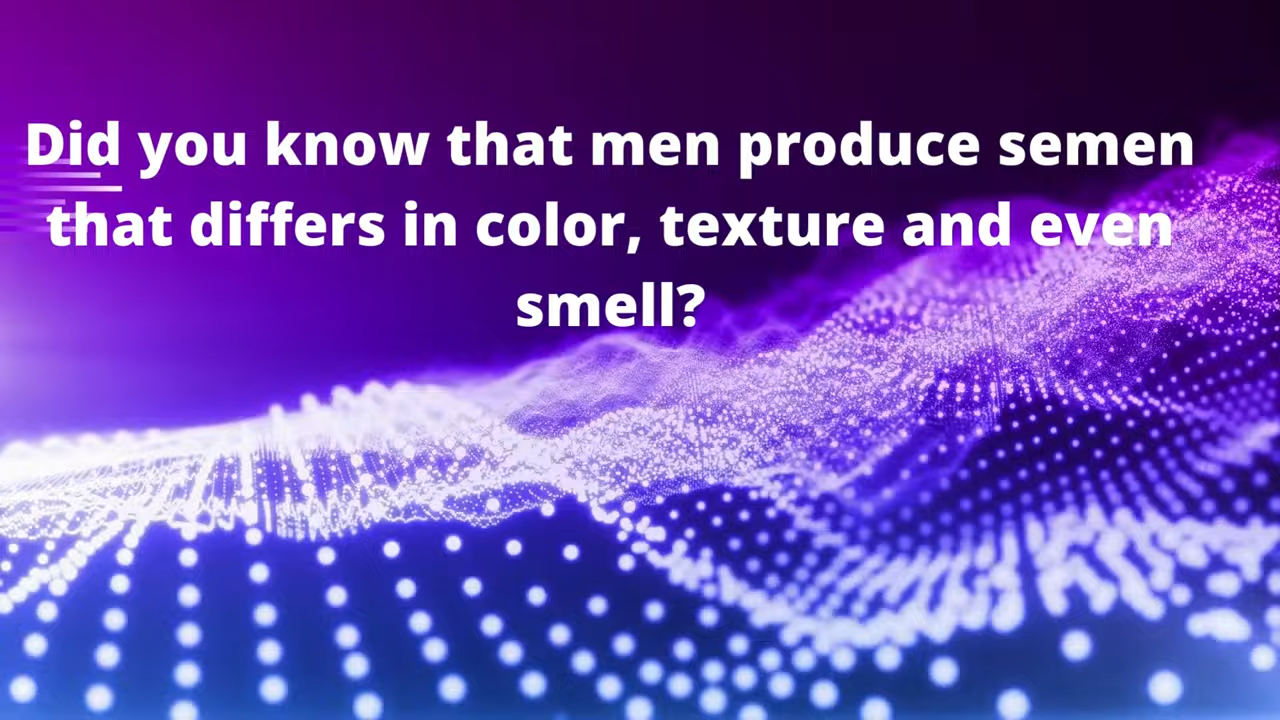 Did you know that men produce semen
that differs in color, texture and even
smell?